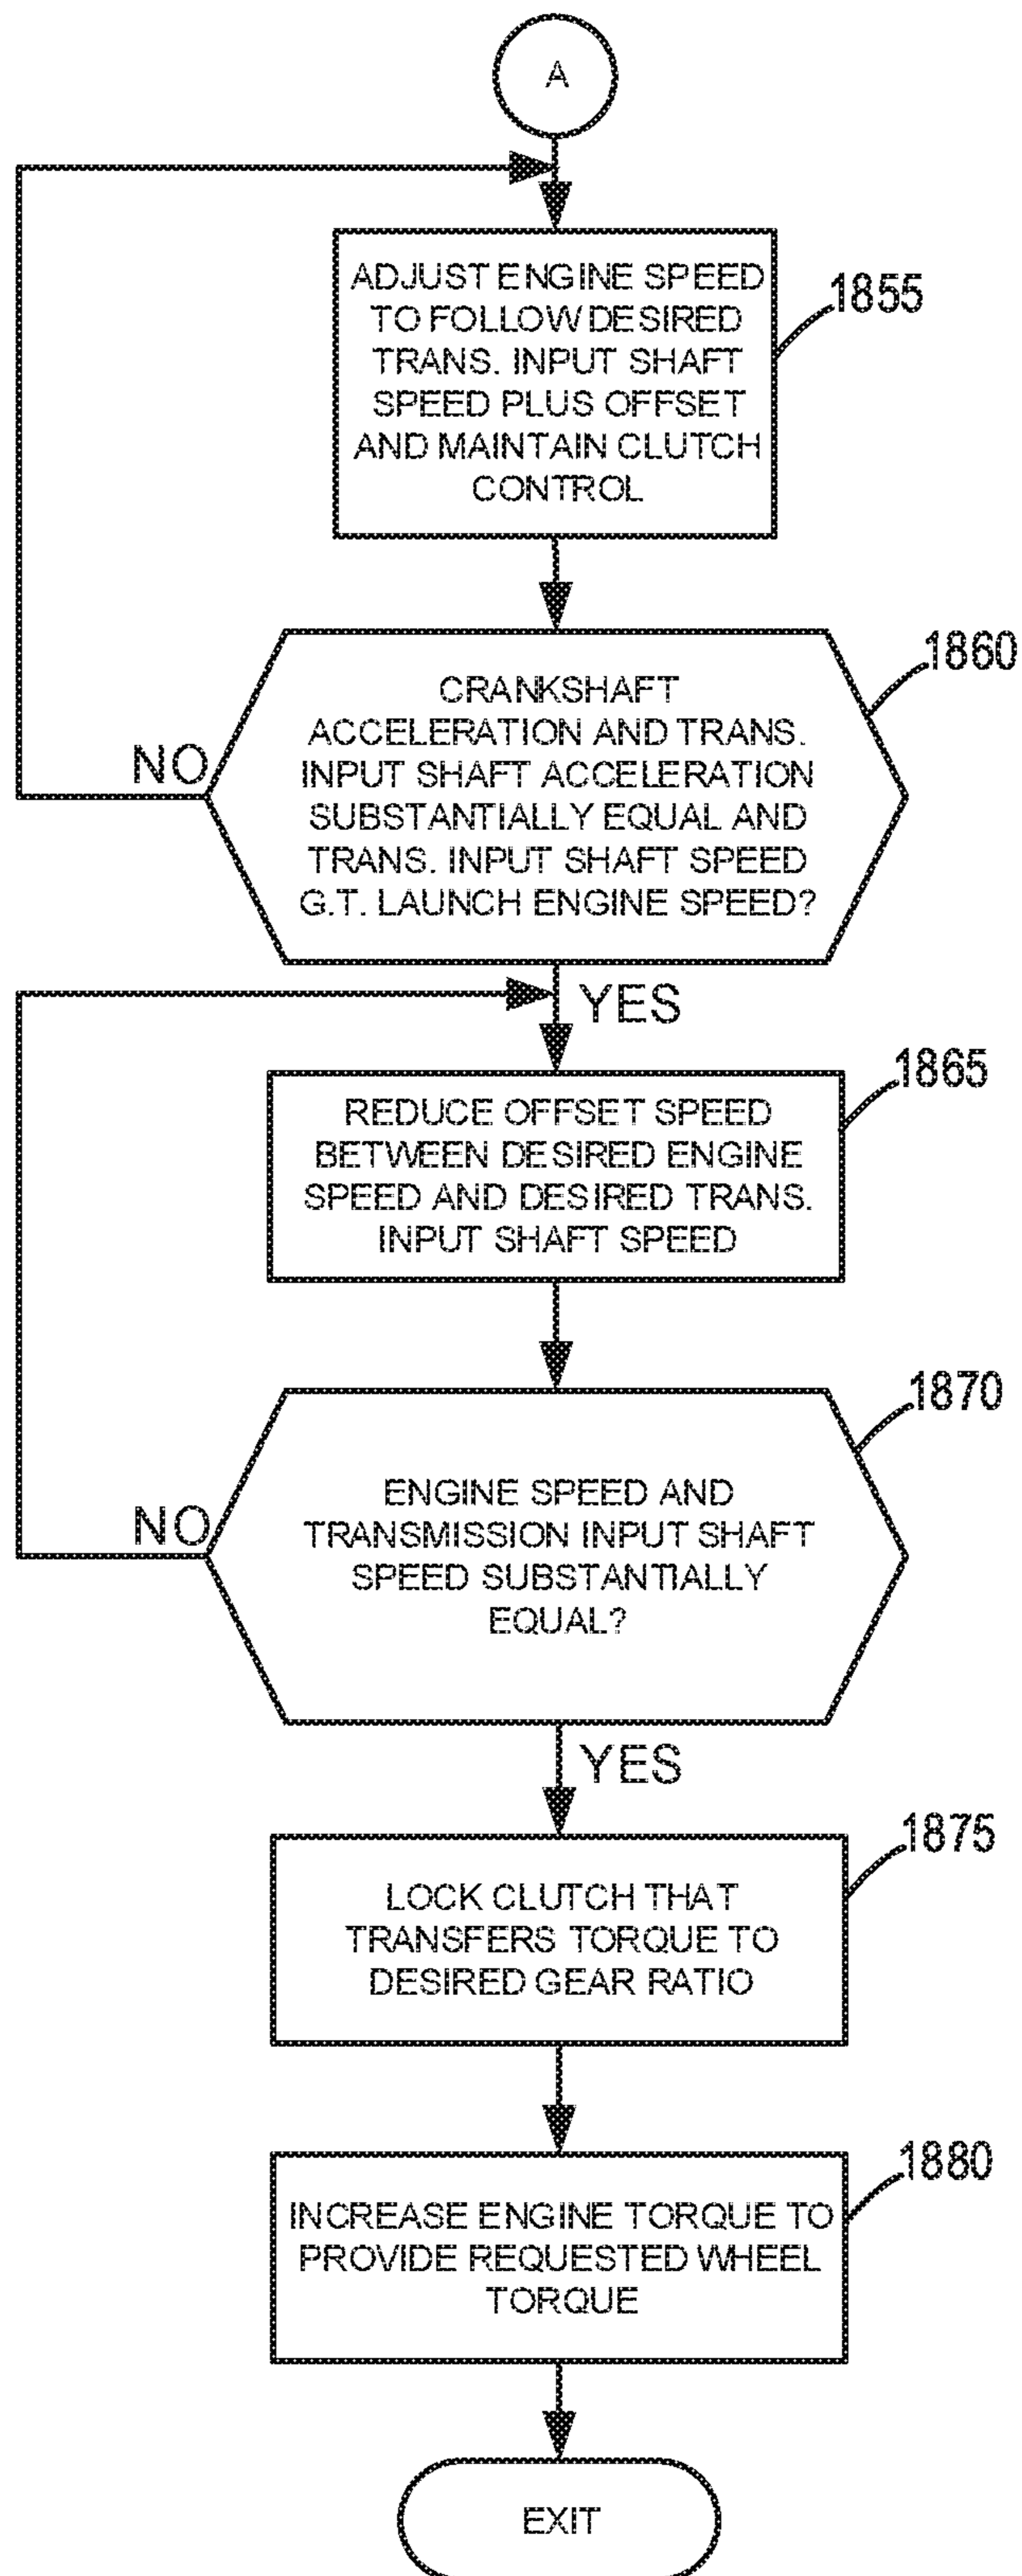 A
ADJUST ENGINE SPEED
TO FOLLOW DESIRED
TRANS. INPUT SHAFT
SPEED PLUS OFFSET
AND MAINTAIN CLUTCH
CONTROL
1855
CRANKSHAFT
ACCELERATION AND TRANS.
INPUT SHAFT ACCELERATION
SUBSTANTIALLY EQUAL AND
TRANS. INPUT SHAFT SPEED
G.T. LAUNCH ENGINE SPEED?
1860
NO
YES
REDUCE OFFSET SPEED
BETWEEN DESIRED ENGINE
SPEED AND DESIRED TRANS.
INPUT SHAFT SPEED
1865
ENGINE SPEED AND
TRANSMISSION INPUT SHAFT
SPEED SUBSTANTIALLY
EQUAL?
1870
NO
YES
LOCK CLUTCH THAT
TRANSFERS TORQUE TO
DESIRED GEAR RATIO
1875
INCREASE ENGINE TORQUE TO
PROVIDE REQUESTED WHEEL
TORQUE
1880
EXIT